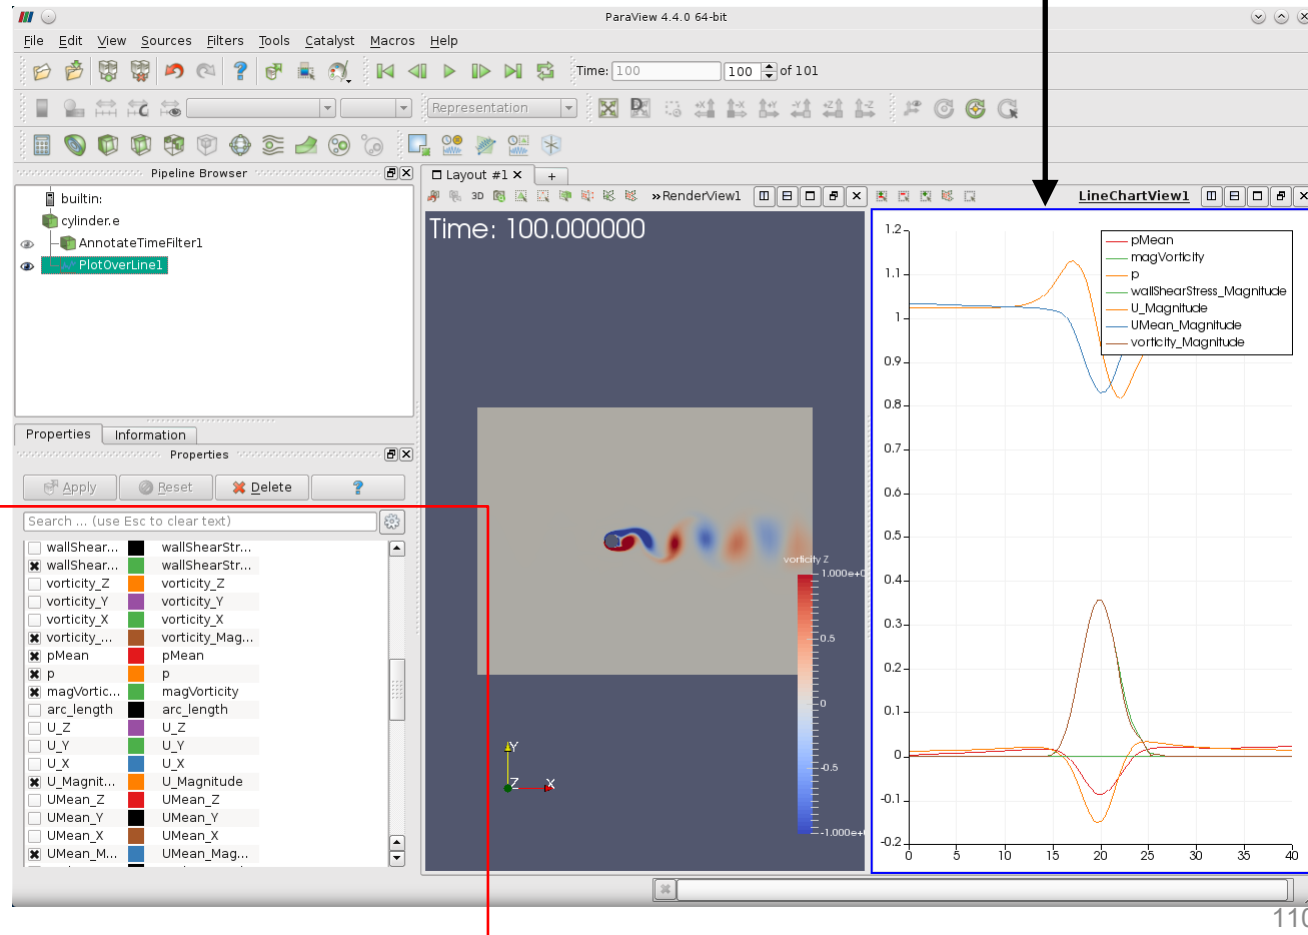 ParaView 4.4.0 64-bit
File Edit View Sources Filters Tools Catalyst Macros Help
Time: 100 100 of 101
Representation
Pipeline Browser
builtin:
cylinder.e
AnnotateTimeFilter1
PlotOverLine1
Properties Information
Properties
Apply Reset Delete ?
Search ... (use Esc to clear text)
wallShear... wallShearStr...
wallShear... wallShearStr...
vorticity_Z vorticity_Z
vorticity_Y vorticity_Y
vorticity_X vorticity_X
vorticity_... vorticity_Mag...
pMean pMean
p p
magVortic... magVorticity
arc_length arc_length
U_Z U_Z
U_Y U_Y
U_X U_X
U_Magnit... U_Magnitude
UMean_Z UMean_Z
UMean_Y UMean_Y
UMean_X UMean_X
UMean_M... UMean_Mag...
Layout #1 +
3D »RenderView1
Time: 100.000000
vorticity Z
1.000e+0
0.5
0
-0.5
-1.000e+
Y
Z X
LineChartView1
pMean
magVorticity
p
wallShearStress_Magnitude
U_Magnitude
UMean_Magnitude
vorticity_Magnitude
1.2
1.1
1
0.9
0.8
0.7
0.6
0.5
0.4
0.3
0.2
0.1
0
-0.1
-0.2
0 5 10 15 20 25 30 35 40
110